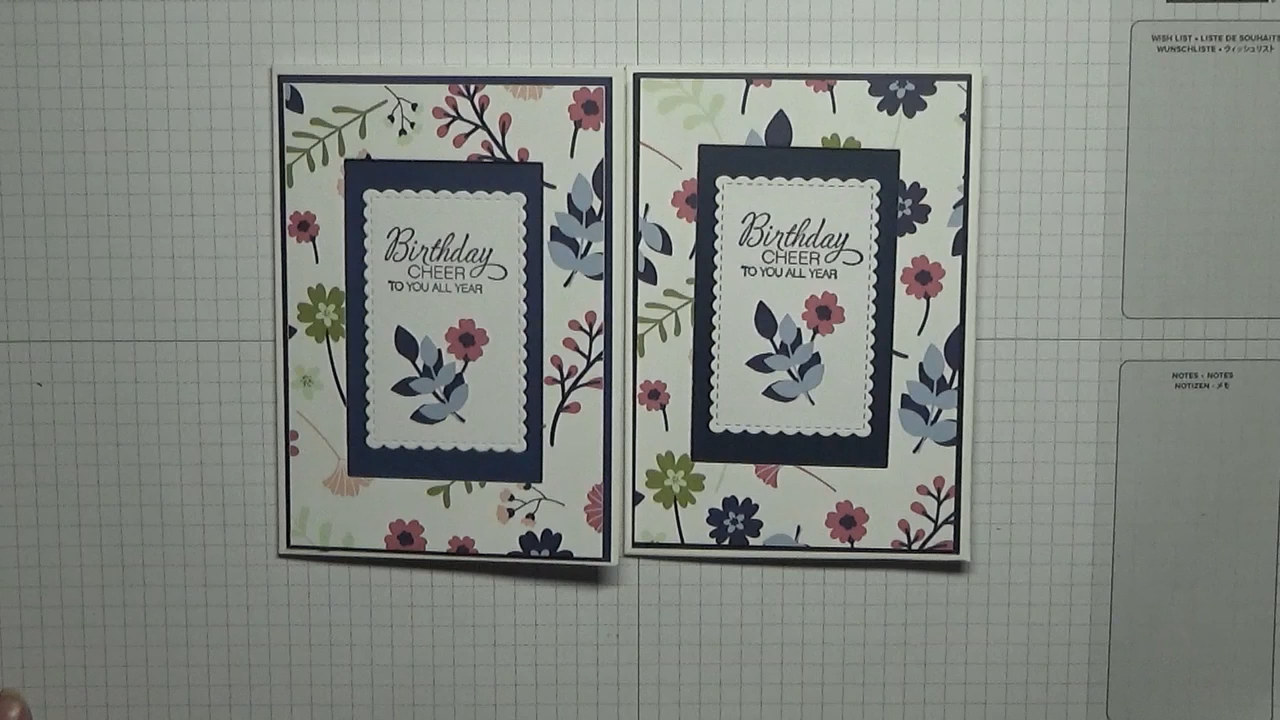 WISH LIST • LISTE DE SOUHAITS
WUNSCHLISTE • ウィッシュリスト
Birthday
CHEER
TO YOU ALL YEAR
Birthday
CHEER
TO YOU ALL YEAR
NOTES • NOTES
NOTIZEN • メモ